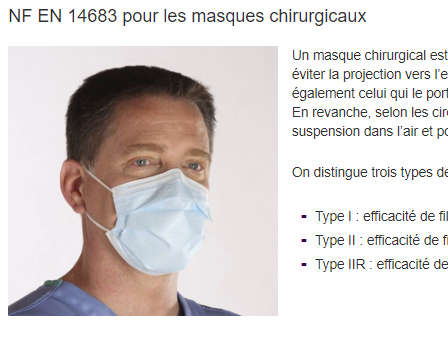 NF EN 14683 pour les masques chirurgicaux
Un masque chirurgical est
éviter la projection vers l'e
également celui qui le port
En revanche, selon les cir
suspension dans l'air et po
On distingue trois types de
Type I : efficacité de fil
Type II : efficacité de fi
Type IIR : efficacité de